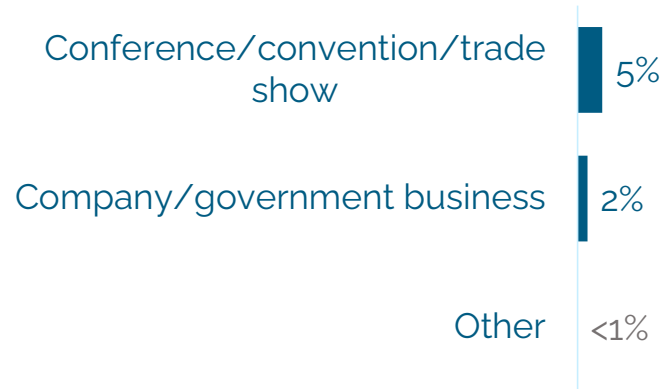 Conference/convention/trade
show
5%
Company/government business
2%
Other
<1%